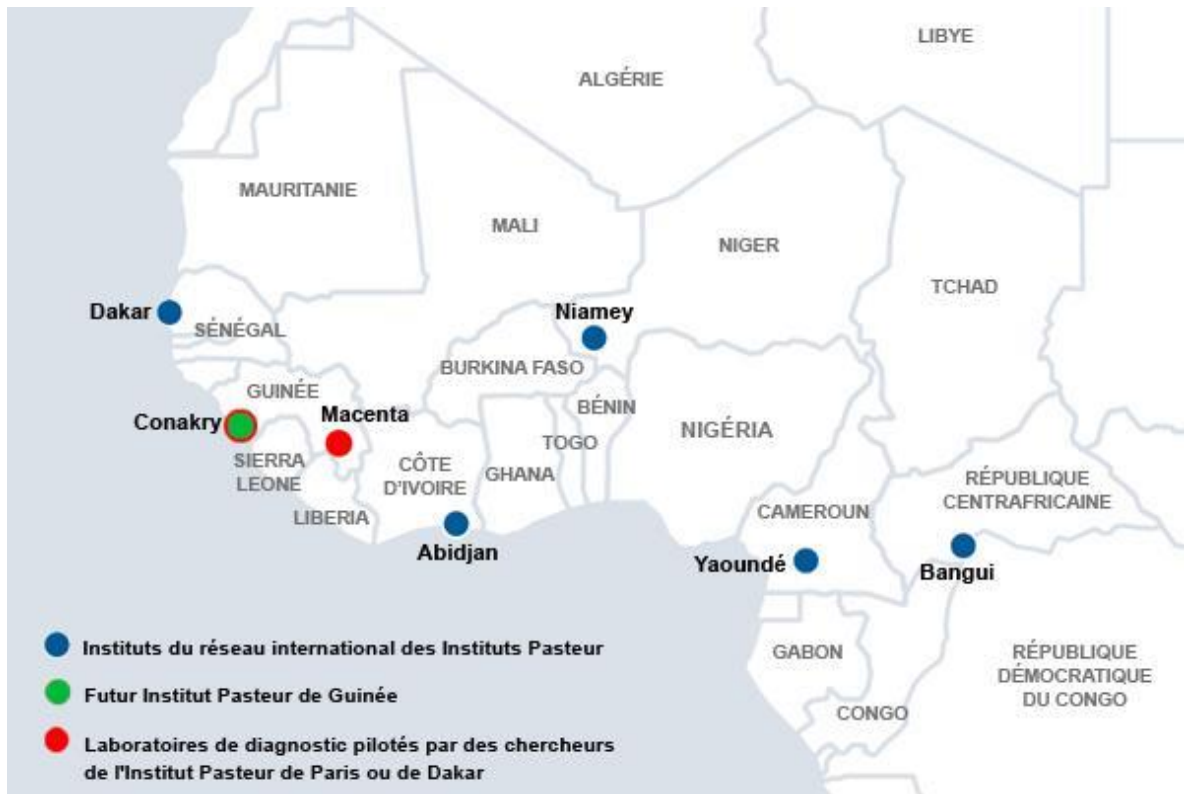 LIBYE
ALGÉRIE
MAURITANIE
MALI
NIGER
TCHAD
Dakar
SÉNÉGAL
Niamey
BURKINA FASO
GUINÉE
Macenta
BÉNIN
Conakry
NIGÉRIA
TOGO
SIERRA
LEONE
CÔTE
D'IVOIRE
GHANA
LIBERIA
RÉPUBLIQUE
CENTRAFRICAINE
CAMEROUN
Abidjan
Yaoundé
Bangui
Instituts du réseau international des Instituts Pasteur
GABON
RÉPUBLIQUE
DÉMOCRATIQUE
DU CONGO
Futur Institut Pasteur de Guinée
CONGO
Laboratoires de diagnostic pilotés par des chercheurs
de l'Institut Pasteur de Paris ou de Dakar